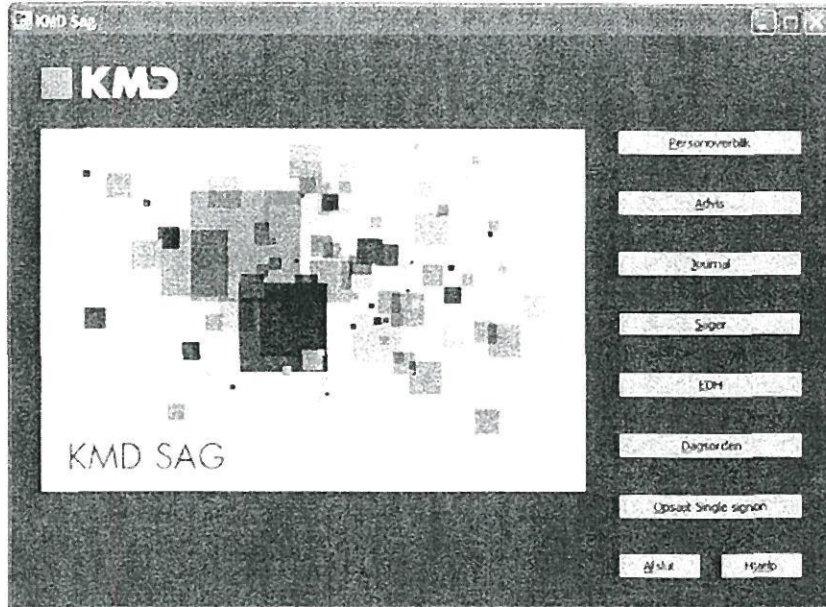 KMD Sag
KMD
Personoverblik
Advis
Journal
Sager
EDH
Dagsorden
KMD SAG
Opsæt Single signon
Afslut Hjælp